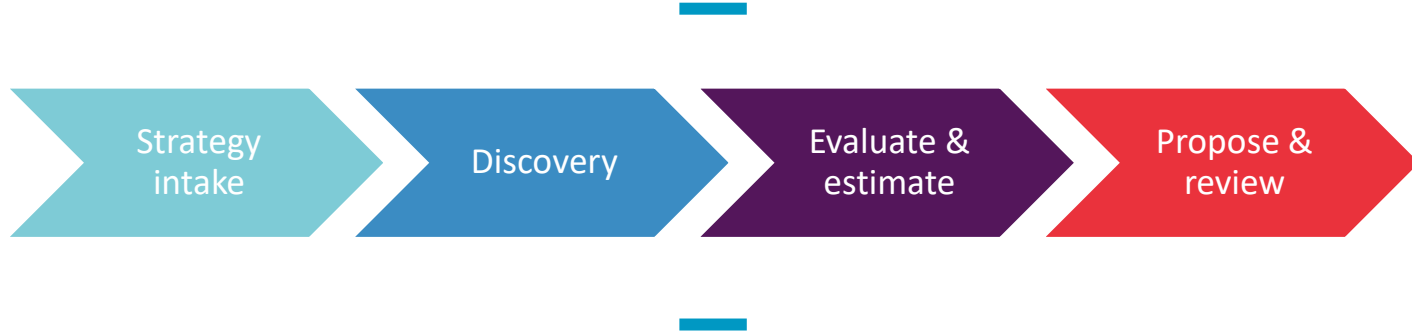 Strategy
intake
Discovery
Evaluate &
estimate
Propose &
review